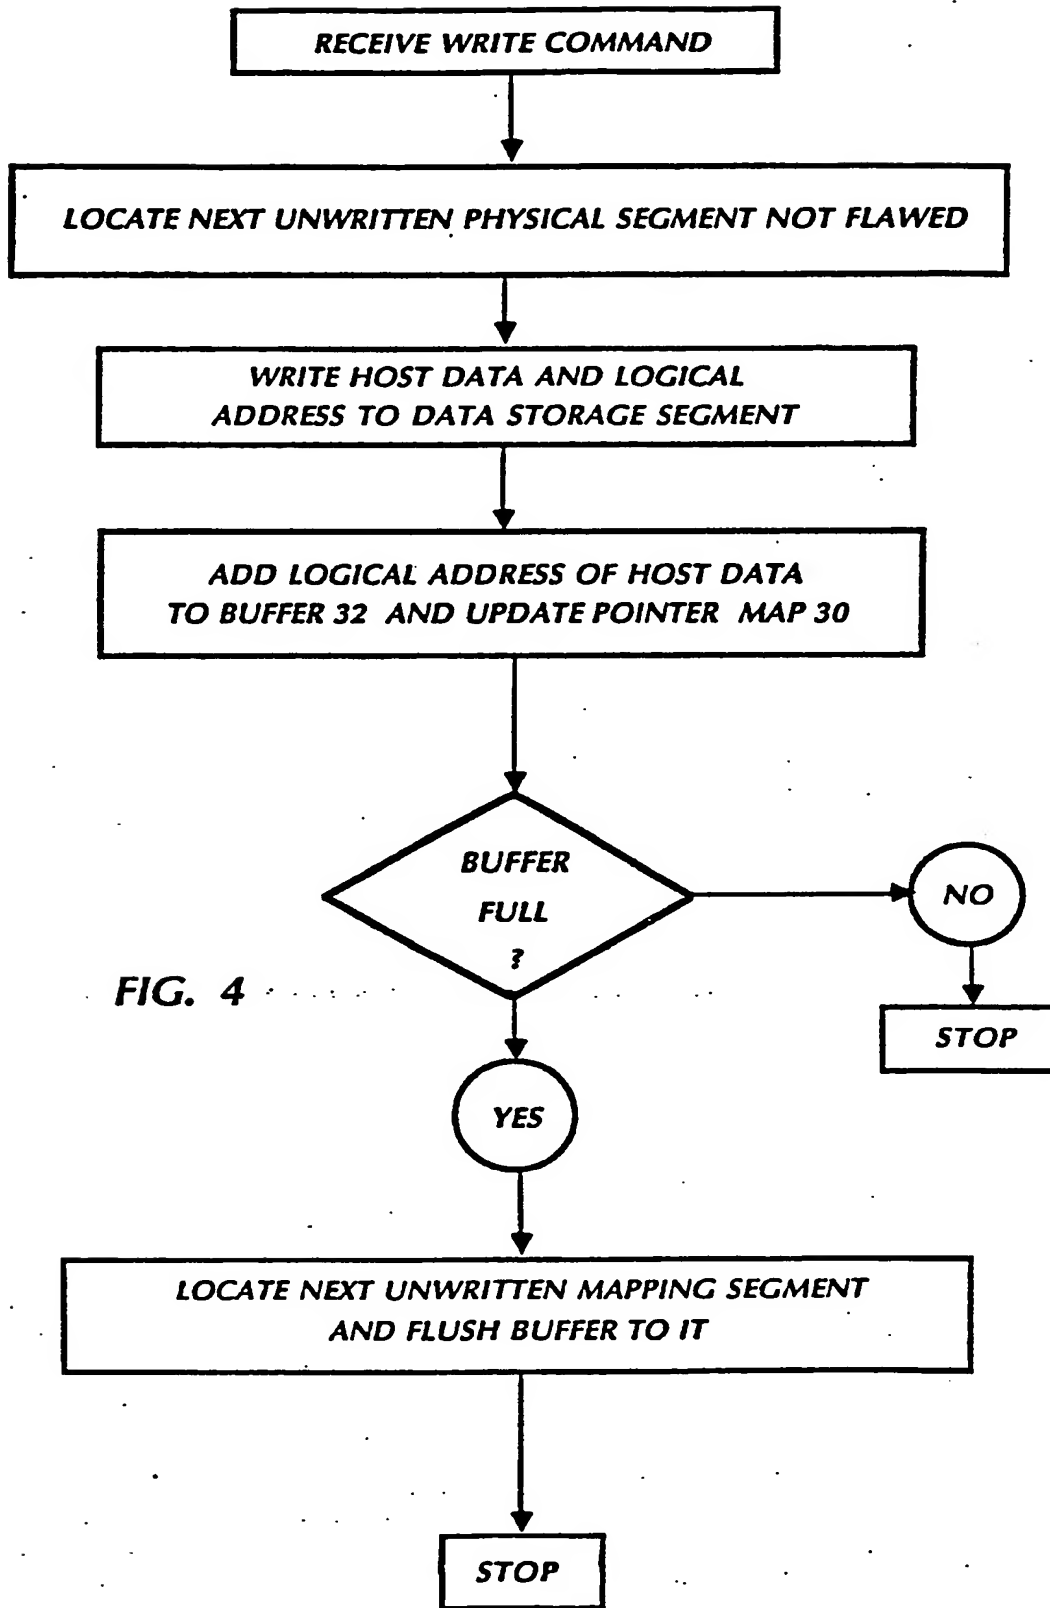 RECEIVE WRITE COMMAND
LOCATE NEXT UNWRITTEN PHYSICAL SEGMENT NOT FLAWED
WRITE HOST DATA AND LOGICAL
ADDRESS TO DATA STORAGE SEGMENT
ADD LOGICAL ADDRESS OF HOST DATA
TO BUFFER 32 AND UPDATE POINTER MAP 30
BUFFER
FULL
?
NO
STOP
FIG. 4
YES
LOCATE NEXT UNWRITTEN MAPPING SEGMENT
AND FLUSH BUFFER TO IT
STOP